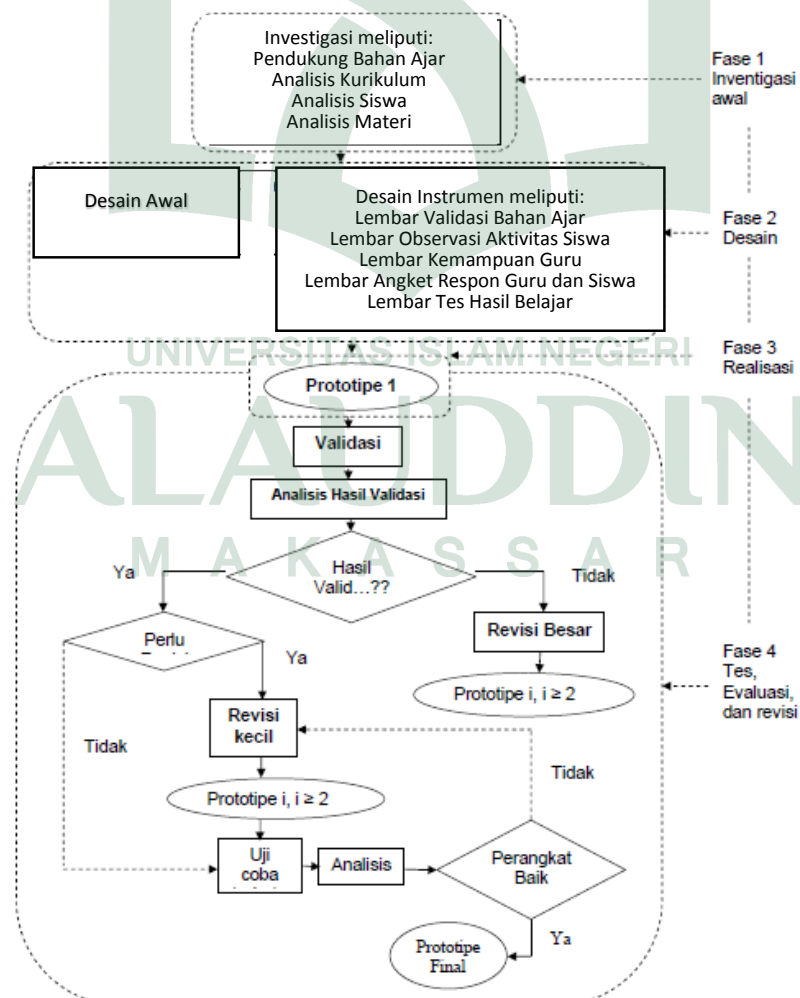 Investigasi meliputi:
Pendukung Bahan Ajar
Analisis Kurikulum
Analisis Siswa
Analisis Materi
Fase 1
Inventigasi
awal
Desain Awal
Desain Instrumen meliputi:
Lembar Validasi Bahan Ajar
Lembar Observasi Aktivitas Siswa
Lembar Kemampuan Guru
Lembar Angket Respon Guru dan Siswa
Lembar Tes Hasil Belajar
Fase 2
Desain
UNIVERSITAS ISLAM NEGERI
Fase 3
Realisasi
Prototipe 1
ALAUDDIN
Validasi
Analisis Hasil Validasi
MAKASSAR
Ya
Hasil
Valid...??
Tidak
Perlu
Ya
Revisi Besar
Prototipe i, i ≥ 2
Fase 4
Tes,
Evaluasi,
dan revisi
Revisi
kecil
Tidak
Tidak
Prototipe i, i ≥ 2
Uji
coba
Analisis
Perangkat
Baik
Ya
Prototipe
Final